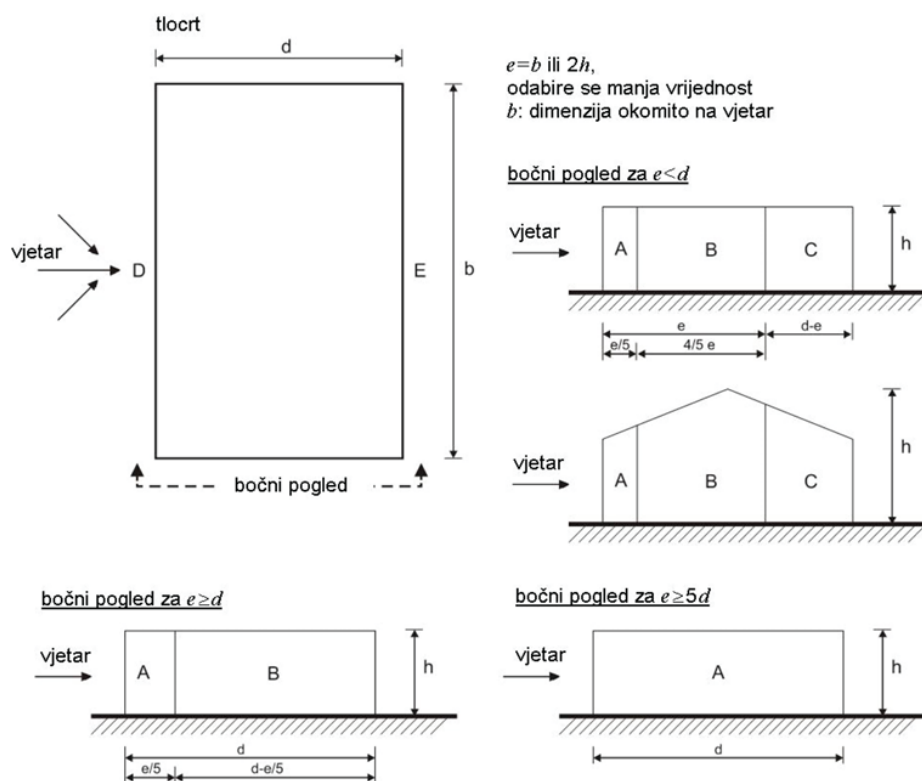 tlocrt
d
e=b ili 2h,
odabire se manja vrijednost
b: dimenzija okomito na vjetar
vjetar
D
E
b
bočni pogled
bočni pogled za e<d
vjetar
A
B
C
h
e
d-e
e/5
4/5 e
vjetar
A
B
C
h
bočni pogled za e≥d
vjetar
A
B
h
d
e/5
d-e/5
bočni pogled za e≥5d
vjetar
A
h
d